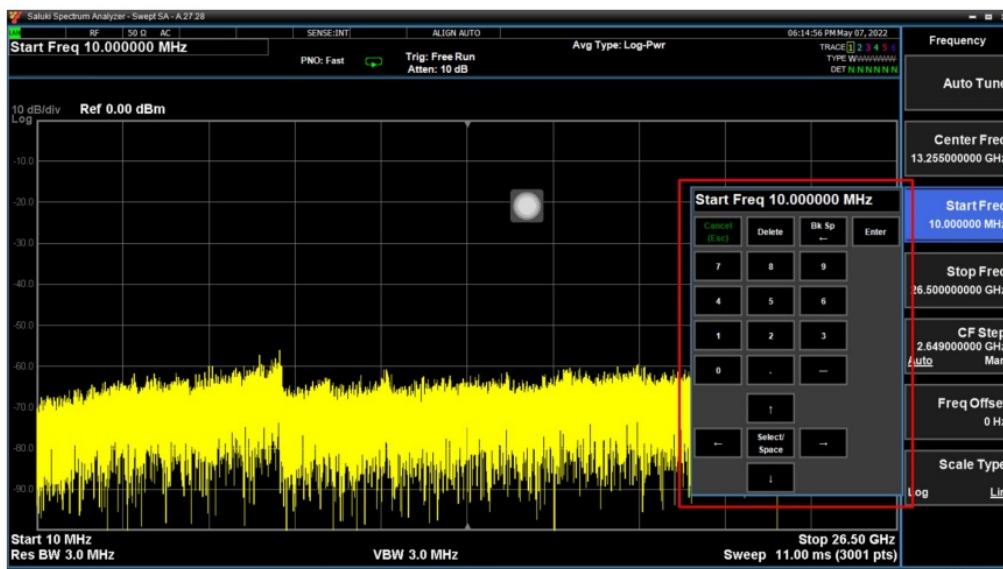 Saluki Spectrum Analyzer - Swept SA - A.27.28
RF 50 Ω AC SENSE:INT ALIGN AUTO 06:14:56 PM May 07, 2022
Start Freq 10.000000 MHz
PNO: Fast
Trig: Free Run
Atten: 10 dB
Avg Type: Log-Pwr
TRACE 1 2 3 4 5 6
TYPE WWWWWW
DET N N N N N N
10 dB/div
Log
Ref 0.00 dBm
-10.0
-20.0
-30.0
-40.0
-50.0
-60.0
-70.0
-80.0
-90.0
Start 10 MHz
Res BW 3.0 MHz
VBW 3.0 MHz
Stop 26.50 GHz
Sweep 11.00 ms (3001 pts)
Start Freq 10.000000 MHz
Cancel
(Esc)
Delete
Bk Sp
←
Enter
7 8 9
4 5 6
1 2 3
0 . —
↑
← Select/
Space →
↓
Frequency
Auto Tune
Center Freq
13.255000000 GHz
Start Freq
10.000000 MHz
Stop Freq
26.500000000 GHz
CF Step
2.649000000 GHz
Auto Man
Freq Offset
0 Hz
Scale Type
Log Lin